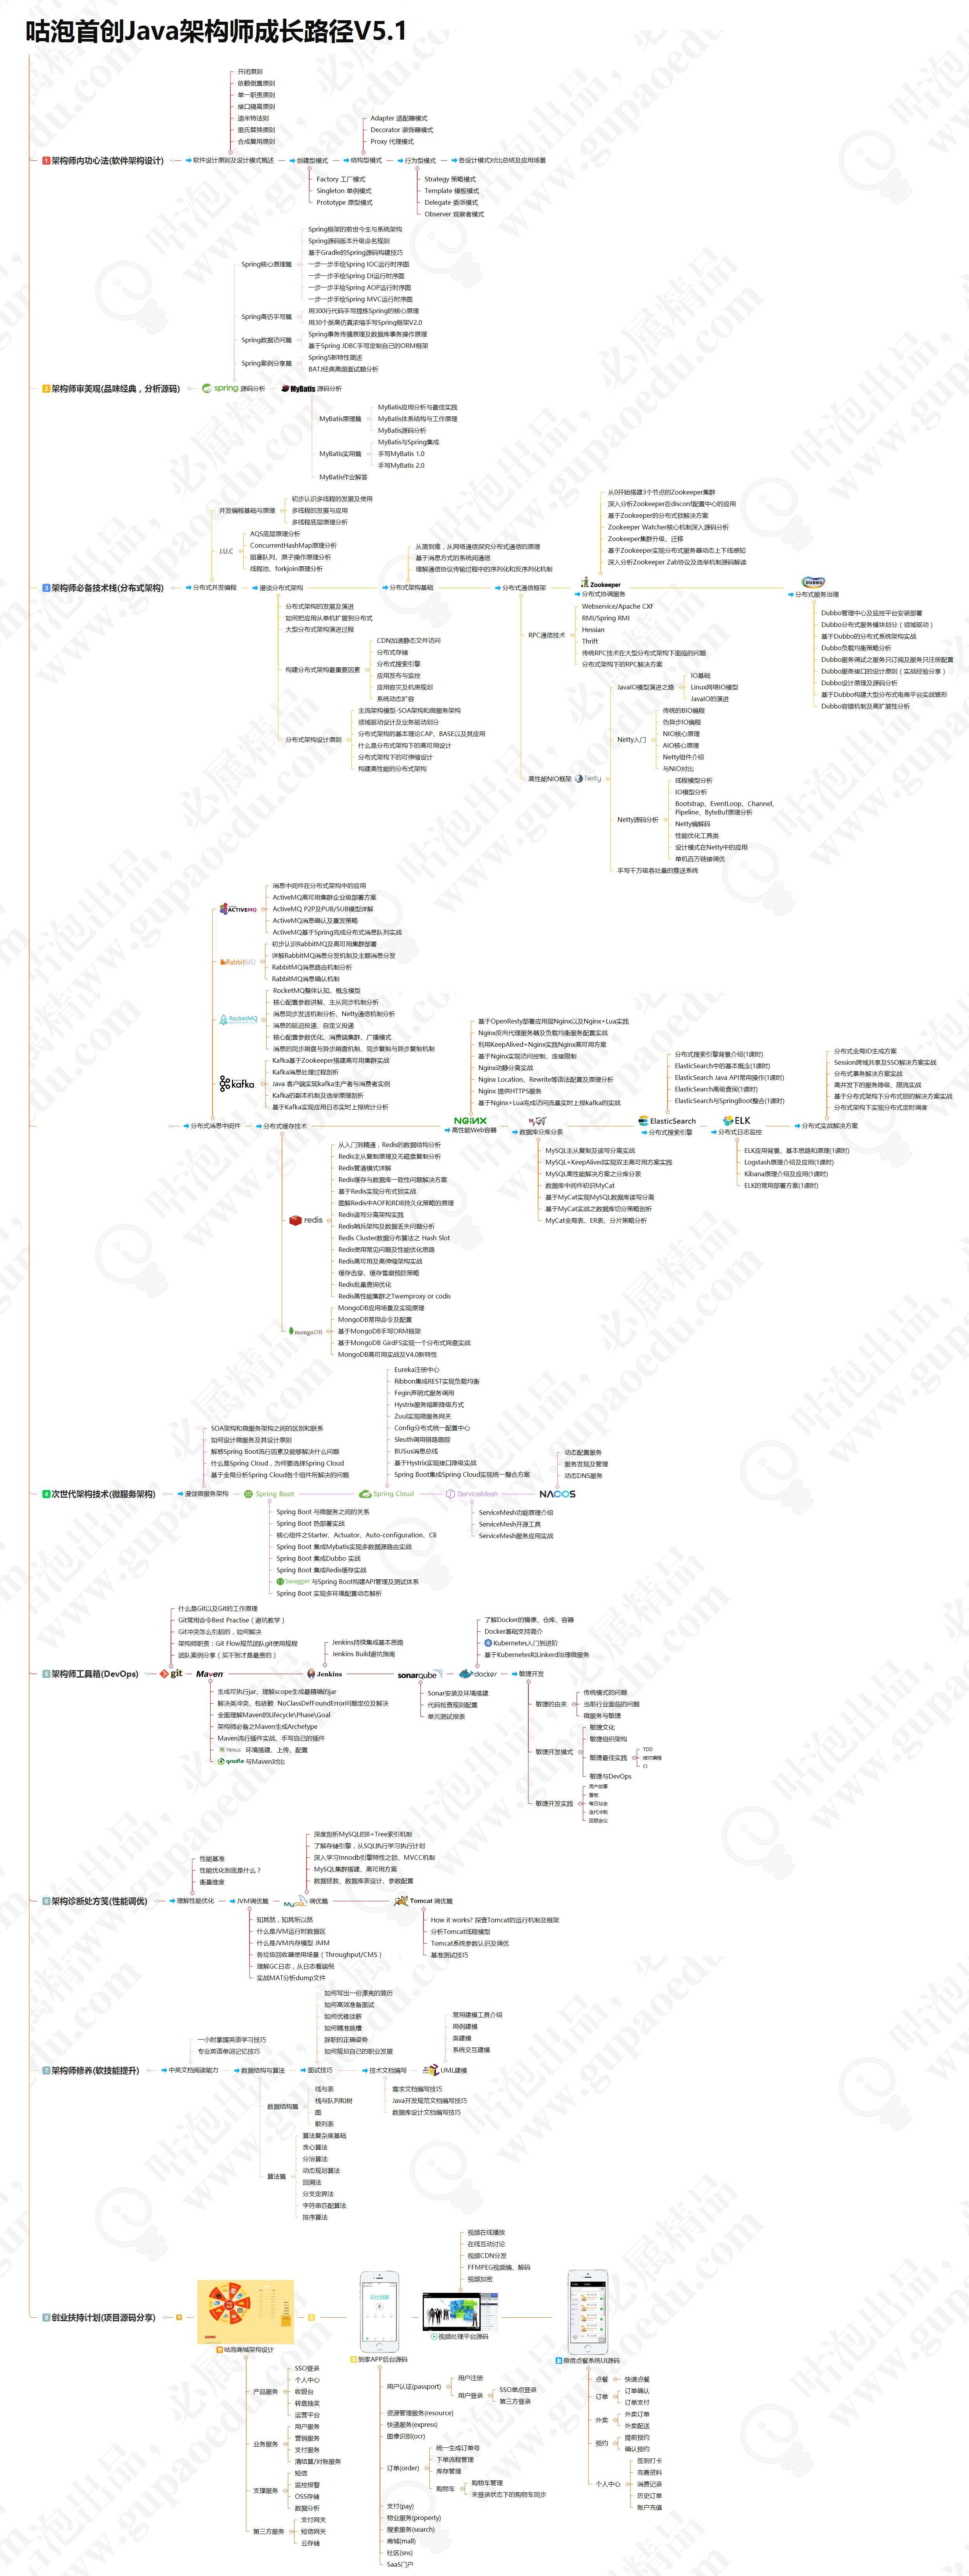 咕泡首创Java架构师成长路径V5.1
开闭原则
依赖倒置原则
单一职责原则
接口隔离原则
迪米特法则
里氏替换原则
合成复用原则
Adapter 适配器模式
Decorator 装饰器模式
Proxy 代理模式
1 架构师内功心法(软件架构设计)
软件设计原则及设计模式概述
创建型模式
结构型模式
行为型模式
各设计模式对比总结及应用场景
Factory 工厂模式
Singleton 单例模式
Prototype 原型模式
Strategy 策略模式
Template 模板模式
Delegate 委派模式
Observer 观察者模式
Spring核心原理篇
Spring框架的前世今生与系统架构
Spring源码版本升级命名规则
基于Gradle的Spring源码构建技巧
一步一步手绘Spring IOC运行时序图
一步一步手绘Spring DI运行时序图
一步一步手绘Spring AOP运行时序图
一步一步手绘Spring MVC运行时序图
Spring高仿手写篇
用300行代码手写提炼Spring的核心原理
用30个类高仿真浓缩手写Spring框架V2.0
Spring数据访问篇
Spring事务传播原理及数据库事务操作原理
基于Spring JDBC手写定制自己的ORM框架
Spring案例分享篇
Spring5新特性简述
BATJ经典高频面试题分析
2 架构师审美观(品味经典，分析源码)
spring 源码分析
MyBatis 源码分析
MyBatis原理篇
MyBatis应用分析与最佳实践
MyBatis体系结构与工作原理
MyBatis源码分析
MyBatis实用篇
MyBatis与Spring集成
手写MyBatis 1.0
手写MyBatis 2.0
MyBatis作业解答
并发编程基础与原理
初步认识多线程的发展及使用
多线程的发展与应用
多线程底层原理分析
J.U.C
AQS底层原理分析
ConcurrentHashMap原理分析
阻塞队列、原子操作原理分析
线程池、forkjoin原理分析
从简到难，从网络通信探究分布式通信的原理
基于消息方式的系统间通信
理解通信协议传输过程中的序列化和反序列化机制
从0开始搭建3个节点的Zookeeper集群
深入分析Zookeeper在disconf配置中心的应用
基于Zookeeper的分布式锁解决方案
Zookeeper Watcher核心机制深入源码分析
Zookeeper集群升级、迁移
基于Zookeeper实现分布式服务器动态上下线感知
深入分析Zookeeper Zab协议及选举机制源码解读
3 架构师必备技术栈(分布式架构)
分布式并发编程
漫谈分布式架构
分布式架构基础
分布式通信框架
Zookeeper
分布式协调服务
DUBBO
分布式服务治理
分布式架构的发展及演进
如何把应用从单机扩展到分布式
大型分布式架构演进过程
构建分布式架构最重要因素
CDN加速静态文件访问
分布式存储
分布式搜索引擎
应用发布与监控
应用容灾及机房规划
系统动态扩容
分布式架构设计原则
主流架构模型-SOA架构和微服务架构
领域驱动设计及业务驱动划分
分布式架构的基本理论CAP、BASE以及其应用
什么是分布式架构下的高可用设计
分布式架构下的可伸缩设计
构建高性能的分布式架构
RPC通信技术
Webservice/Apache CXF
RMI/Spring RMI
Hessian
Thrift
传统RPC技术在大型分布式架构下面临的问题
分布式架构下的RPC解决方案
高性能NIO框架 Netty
JavaIO模型演进之路
IO基础
Linux网络IO模型
JavaIO的演进
Netty入门
传统的BIO编程
伪异步IO编程
NIO核心原理
AIO核心原理
Netty组件介绍
与NIO对比
Netty源码分析
线程模型分析
IO模型分析
Bootstrap、EventLoop、Channel、
Pipeline、ByteBuf原理分析
Netty编解码
性能优化工具类
设计模式在Netty中的应用
单机百万链接调优
手写千万级吞吐量的推送系统
Dubbo管理中心及监控平台安装部署
Dubbo分布式服务模块划分（领域驱动）
基于Dubbo的分布式系统架构实战
Dubbo负载均衡策略分析
Dubbo服务调试之服务只订阅及服务只注册配置
Dubbo服务接口的设计原则（实战经验分享）
Dubbo设计原理及源码分析
基于Dubbo构建大型分布式电商平台实战雏形
Dubbo容错机制及高扩展性分析
ACTIVEMQ
消息中间件在分布式架构中的应用
ActiveMQ高可用集群企业级部署方案
ActiveMQ P2P及PUB/SUB模型详解
ActiveMQ消息确认及重发策略
ActiveMQ基于Spring完成分布式消息队列实战
RabbitMQ
初步认识RabbitMQ及高可用集群部署
详解RabbitMQ消息分发机制及主题消息分发
RabbitMQ消息路由机制分析
RabbitMQ消息确认机制
RocketMQ
RocketMQ整体认知、概念模型
核心配置参数讲解、主从同步机制分析
消息同步发送机制分析、Netty通信机制分析
消息的延迟投递、自定义投递
核心配置参数优化、消费端集群、广播模式
消息的同步刷盘与异步刷盘机制、同步复制与异步复制机制
kafka
Kafka基于Zookeeper搭建高可用集群实战
Kafka消息处理过程剖析
Java 客户端实现kafka生产者与消费者实例
Kafka的副本机制及选举原理剖析
基于Kafka实现应用日志实时上报统计分析
基于OpenResty部署应用层Nginx以及Nginx+Lua实践
Nginx反向代理服务器及负载均衡服务配置实战
利用KeepAlived+Nginx实践Nginx高可用方案
基于Nginx实现访问控制、连接限制
Nginx动静分离实战
Nginx Location、Rewrite等语法配置及原理分析
Nginx 提供HTTPS服务
基于Nginx+Lua完成访问流量实时上报kafka的实战
分布式搜索引擎背景介绍(1课时)
ElasticSearch中的基本概念(1课时)
ElasticSearch Java API常用操作(1课时)
ElasticSearch高级查询(1课时)
ElasticSearch与SpringBoot整合(1课时)
分布式全局ID生成方案
Session跨域共享及SSO解决方案实战
分布式事务解决方案实战
高并发下的服务降级、限流实战
基于分布式架构下分布式锁的解决方案实战
分布式架构下实现分布式定时调度
分布式消息中间件
分布式缓存技术
NGINX
高性能Web容器
MyCAT
数据库分库分表
ElasticSearch
分布式搜索引擎
ELK
分布式日志监控
分布式实战解决方案
redis
从入门到精通，Redis的数据结构分析
Redis主从复制原理及无磁盘复制分析
Redis管道模式详解
Redis缓存与数据库一致性问题解决方案
基于Redis实现分布式锁实战
图解Redis中AOF和RDB持久化策略的原理
Redis读写分离架构实践
Redis哨兵架构及数据丢失问题分析
Redis Cluster数据分布算法之 Hash Slot
Redis使用常见问题及性能优化思路
Redis高可用及高伸缩架构实战
缓存击穿、缓存雪崩预防策略
Redis批量查询优化
Redis高性能集群之Twemproxy or codis
mongoDB
MongoDB应用场景及实现原理
MongoDB常用命令及配置
基于MongoDB手写ORM框架
基于MongoDB GirdFS实现一个分布式网盘实战
MongoDB高可用实战及V4.0新特性
MySQL主从复制及读写分离实战
MySQL+KeepAlived实现双主高可用方案实践
MySQL高性能解决方案之分库分表
数据库中间件初识MyCat
基于MyCat实现MySQL数据库读写分离
基于MyCat实战之数据库切分策略剖析
MyCat全局表、ER表、分片策略分析
ELK应用背景、基本思路和原理(1课时)
Logstash原理介绍及应用(1课时)
Kibana原理介绍及应用(1课时)
ELK的常用部署方案(1课时)
SOA架构和微服务架构之间的区别和联系
如何设计微服务及其设计原则
解惑Spring Boot流行因素及能够解决什么问题
什么是Spring Cloud，为何要选择Spring Cloud
基于全局分析Spring Cloud各个组件所解决的问题
Eureka注册中心
Ribbon集成REST实现负载均衡
Fegin声明式服务调用
Hystrix服务熔断降级方式
Zuul实现微服务网关
Config分布式统一配置中心
Sleuth调用链路跟踪
BUSus消息总线
基于Hystrix实现接口降级实战
Spring Boot集成Spring Cloud实现统一整合方案
动态配置服务
服务发现及管理
动态DNS服务
4 次世代架构技术(微服务架构)
漫谈微服务架构
Spring Boot
Spring Cloud
ServiceMesh
NACOS
Spring Boot 与微服务之间的关系
Spring Boot 热部署实战
核心组件之Starter、Actuator、Auto-configuration、Cli
Spring Boot 集成Mybatis实现多数据源路由实战
Spring Boot 集成Dubbo 实战
Spring Boot 集成Redis缓存实战
Swagger 与Spring Boot构建API管理及测试体系
Spring Boot 实现多环境配置动态解析
ServiceMesh功能原理介绍
ServiceMesh开源工具
ServiceMesh服务应用实战
什么是Git以及Git的工作原理
Git常用命令Best Practise（避坑教学）
Git冲突怎么引起的，如何解决
架构师职责：Git Flow规范团队git使用规程
团队案例分享（买不到才是最贵的）
Jenkins持续集成基本思路
Jenkins Build避坑指南
了解Docker的镜像、仓库、容器
Docker基础支持简介
Kubernetes入门到进阶
基于Kubernetes和Linkerd治理微服务
5 架构师工具箱(DevOps)
git
Maven
Jenkins
sonarqube
docker
敏捷开发
生成可执行jar、理解scope生成最精确的jar
解决类冲突、包依赖 NoClassDefFoundError问题定位及解决
全面理解Maven的Lifecycle\Phase\Goal
架构师必备之Maven生成Archetype
Maven流行插件实战、手写自己的插件
Nexus 环境搭建、上传、配置
gradle 与Maven对比
Sonar安装及环境搭建
代码检查规则配置
单元测试报表
敏捷的由来
传统模式的问题
当前行业面临的问题
微服务与敏捷
敏捷开发模式
敏捷文化
敏捷组织架构
敏捷最佳实践
TDD
结对编程
CI
敏捷与DevOps
敏捷开发实践
用户故事
看板
每日站会
迭代冲刺
回顾会议
性能基准
性能优化到底是什么？
衡量维度
深度剖析MySQL的B+Tree索引机制
了解存储引擎，从SQL执行学习执行计划
深入学习Innodb引擎特性之锁、MVCC机制
MySQL集群搭建、高可用方案
数据拯救、数据库表设计、参数配置
6 架构诊断处方笺(性能调优)
理解性能优化
JVM调优篇
MySQL 调优篇
Tomcat 调优篇
知其然，知其所以然
什么是JVM运行时数据区
什么是JVM内存模型 JMM
各垃圾回收器使用场景（Throughput/CMS）
理解GC日志，从日志看端倪
实战MAT分析dump文件
How it works? 探查Tomcat的运行机制及框架
分析Tomcat线程模型
Tomcat系统参数认识及调优
基准测试技巧
一小时掌握英语学习技巧
专业英语单词记忆技巧
如何写出一份漂亮的简历
如何高效准备面试
如何优雅谈薪
如何精准跳槽
辞职的正确姿势
如何规划自己的职业发展
常用建模工具介绍
用例建模
类建模
系统交互建模
7 架构师修养(软技能提升)
中英文档阅读能力
数据结构与算法
面试技巧
技术文档编写
UML建模
数据结构篇
线与表
栈与队列和树
图
散列表
算法篇
算法复杂度基础
贪心算法
分治算法
动态规划算法
回溯法
分支定界法
字符串匹配算法
排序算法
需求文档编写技巧
Java开发规范文档编写技巧
数据库设计文档编写技巧
视频在线播放
在线互动讨论
视频CDN分发
FFMPEG视频编、解码
视频加密
8 创业扶持计划(项目源码分享)
咕泡商城架构设计
到家APP后台源码
视频处理平台源码
微信点餐系统UI源码
产品服务
SSO登录
个人中心
收银台
转盘抽奖
运营平台
业务服务
用户服务
营销服务
支付服务
清结算/对账服务
支撑服务
短信
监控报警
OSS存储
数据分析
第三方服务
支付网关
短信网关
云存储
用户认证(passport)
用户注册
用户登录
SSO单点登录
第三方登录
资源管理服务(resource)
快递服务(express)
图像识别(ocr)
订单(order)
统一生成订单号
下单流程管理
库存管理
购物车
购物车管理
未登录状态下的购物车同步
支付(pay)
物业服务(property)
搜索服务(search)
商城(mall)
社区(sns)
SaaS门户
点餐
快速点餐
订单
订单确认
订单支付
外卖
外卖订单
外卖配送
预约
提前预约
确认预约
个人中心
签到打卡
完善资料
消费记录
历史订单
账户充值